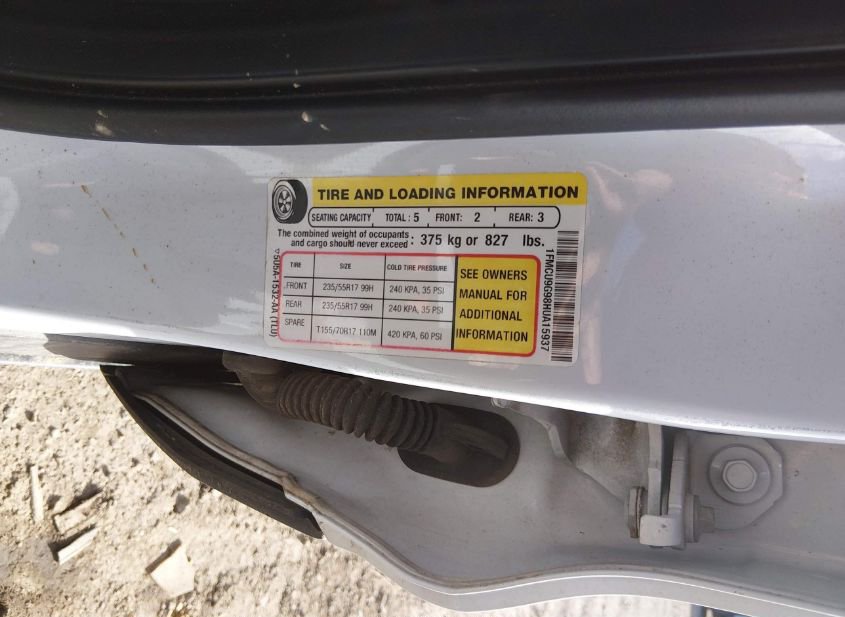 TIRE AND LOADING INFORMATION
SEATING CAPACITY TOTAL: 5 FRONT: 2 REAR: 3
The combined weight of occupants
and cargo should never exceed: 375 kg or 827 lbs.
TIRE SIZE COLD TIRE PRESSURE
FRONT 235/55R17 99H 240 KPA, 35 PSI
REAR 235/55R17 99H 240 KPA, 35 PSI
SPARE T155/70R17 110M 420 KPA, 60 PSI
SEE OWNERS
MANUAL FOR
ADDITIONAL
INFORMATION
1FMCU9G98HUA15937